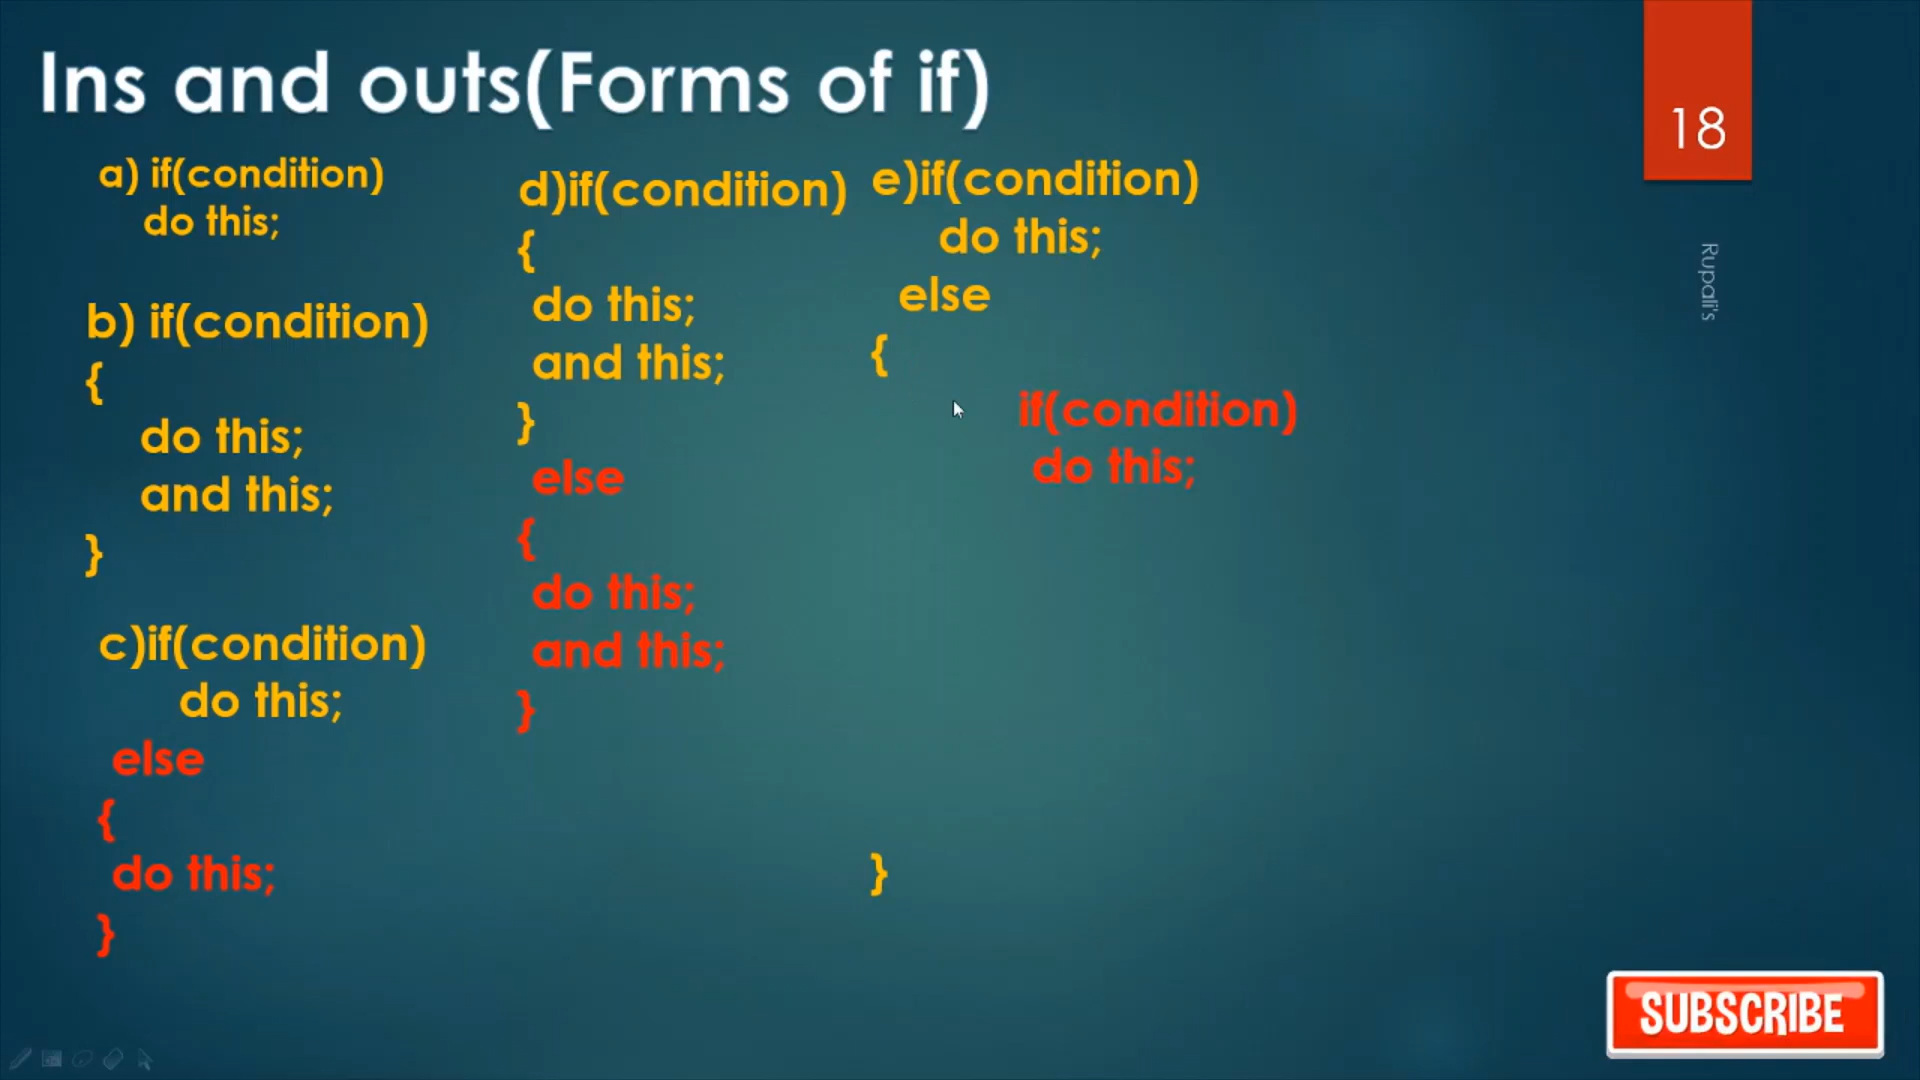 Ins and outs(Forms of if)
18
Rupali's
a) if(condition)
do this;
b) if(condition)
{
do this;
and this;
}
c)if(condition)
do this;
else
{
do this;
}
d)if(condition)
{
do this;
and this;
}
else
{
do this;
and this;
}
e)if(condition)
do this;
else
{
if(condition)
do this;
}
SUBSCRIBE